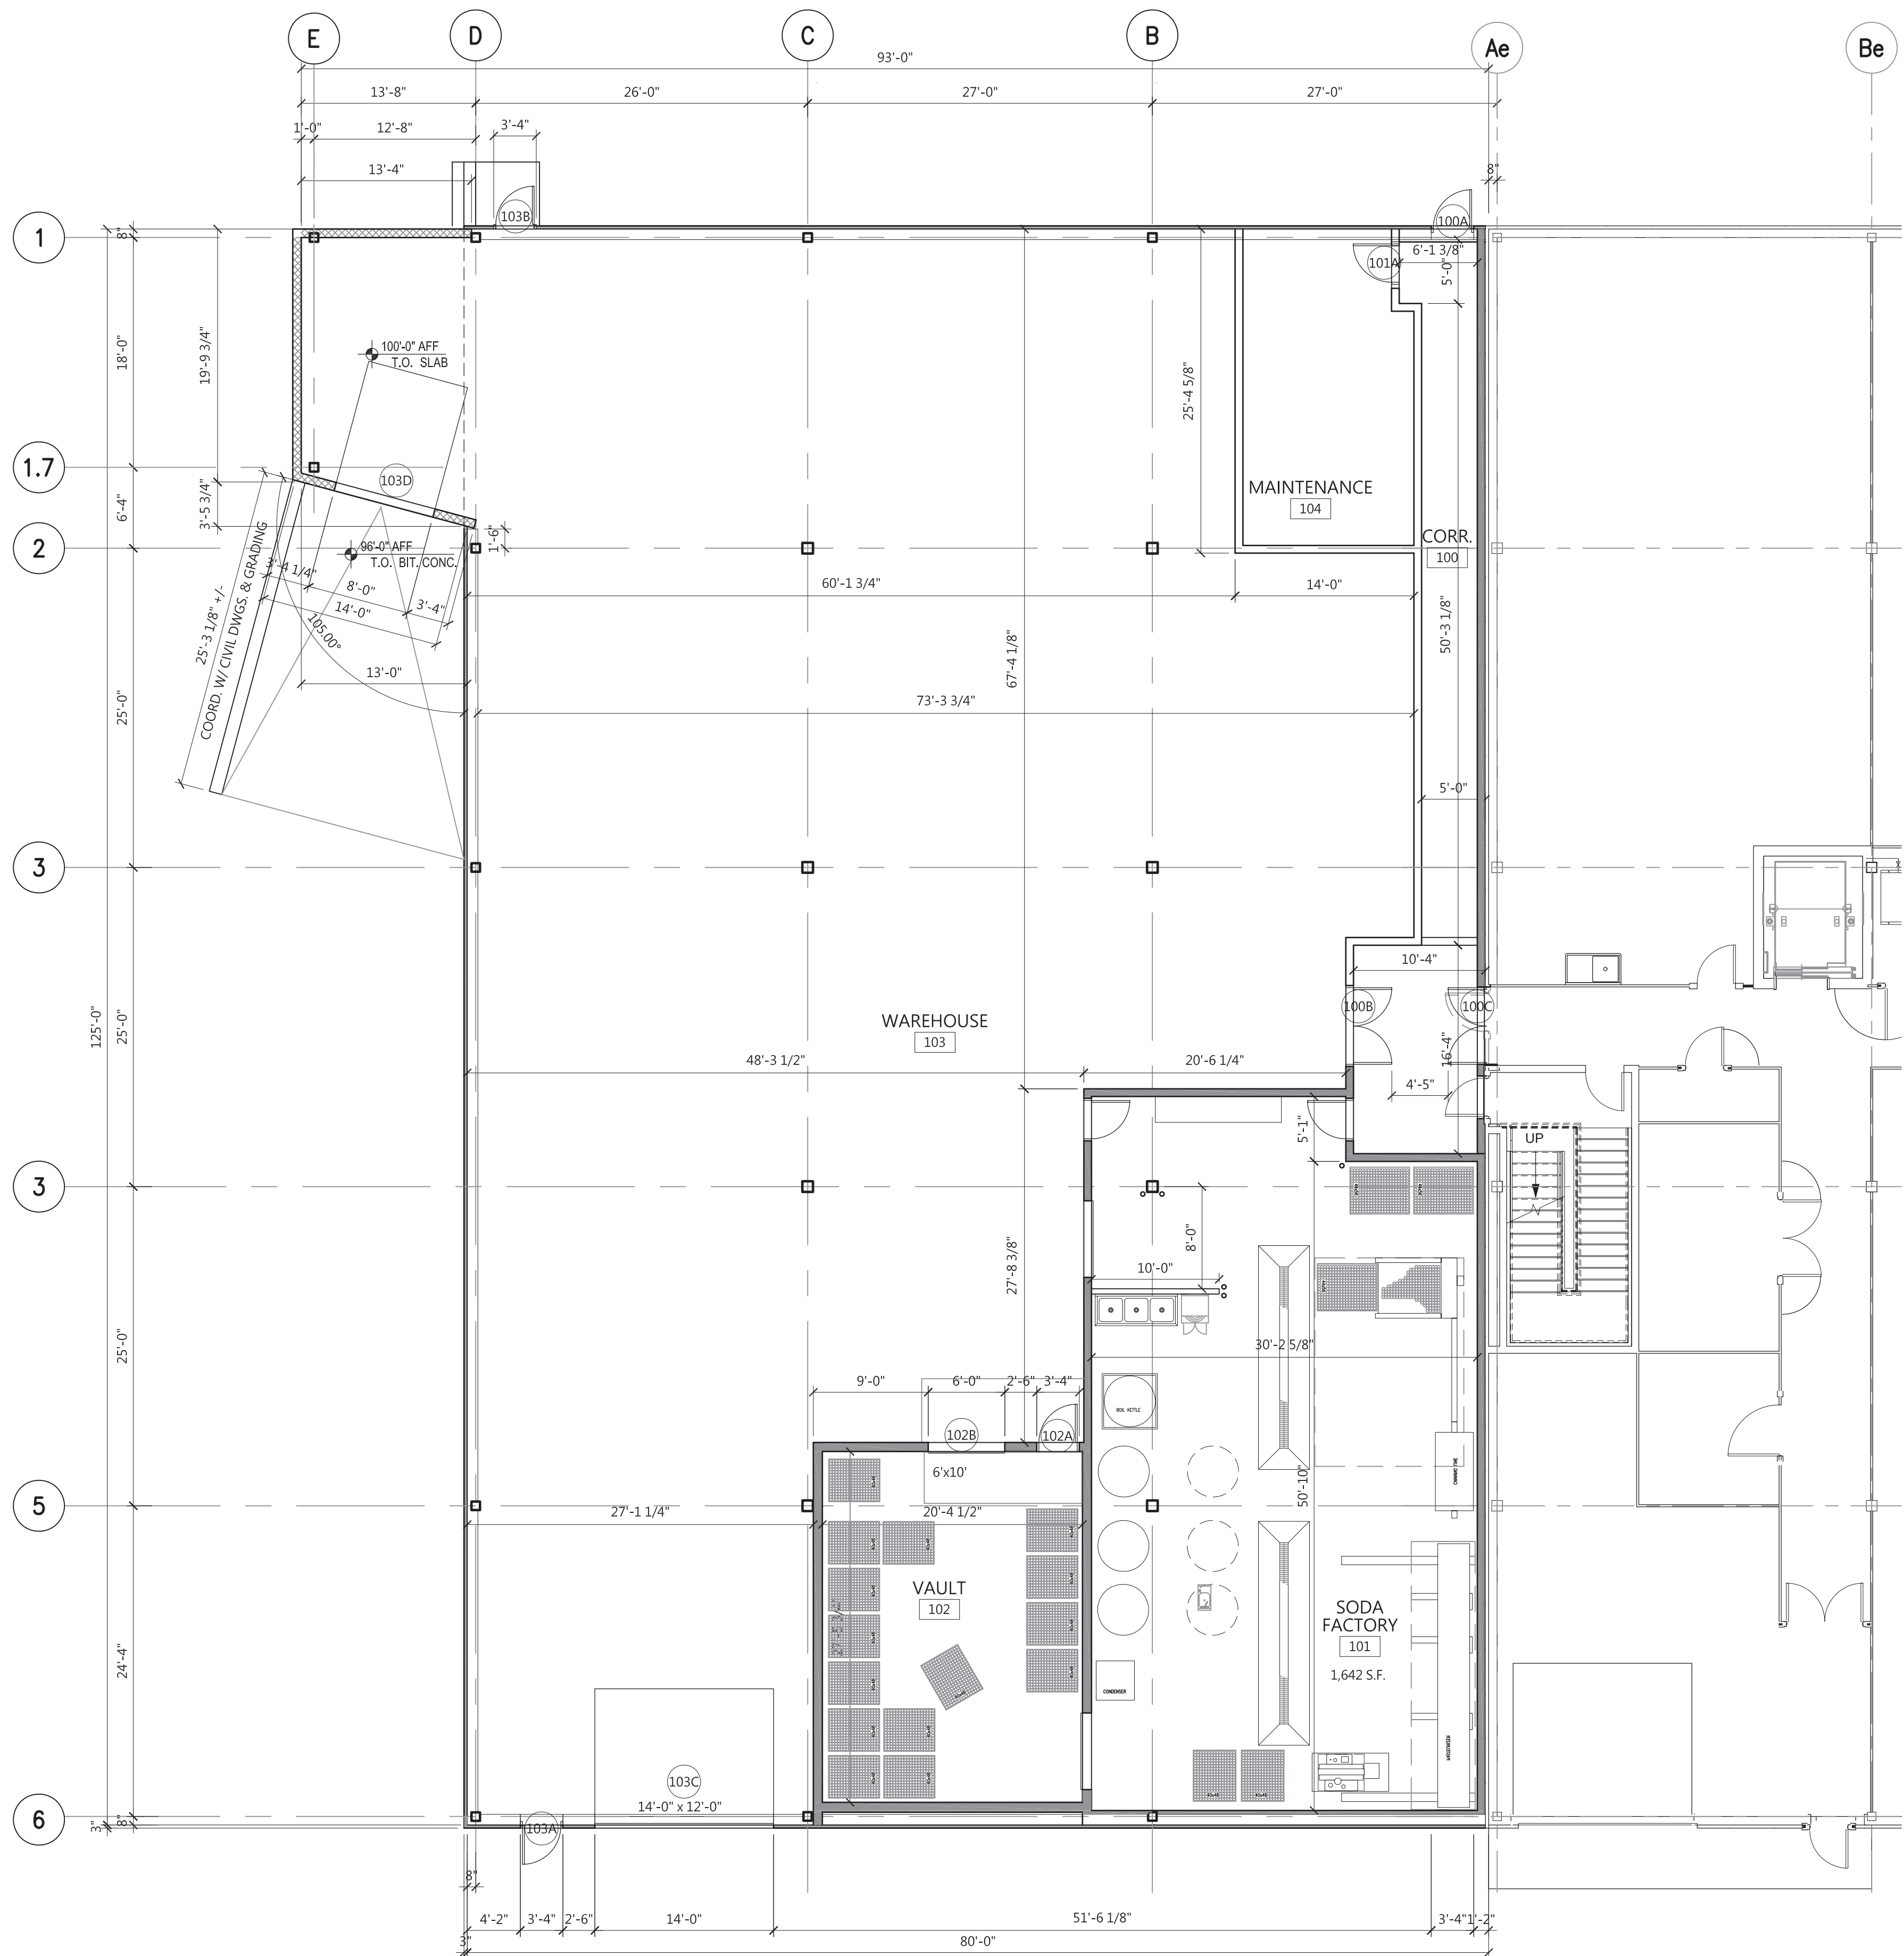 E
D
C
B
Ae
Be
93'-0"
13'-8"
26'-0"
27'-0"
27'-0"
1'-0"
12'-8"
3'-4"
13'-4"
8"
103B
100A
1
8"
101A
6'-1 3/8"
5'-0"
18'-0"
19'-9 3/4"
100'-0" AFF
T.O. SLAB
25'-4 5/8"
1.7
103D
MAINTENANCE
104
6'-4"
3'-5 3/4"
1'-6"
CORR.
100
2
96'-0" AFF
T.O. BIT. CONC.
3'-4 1/4"
8'-0"
3'-4"
14'-0"
105.00°
25'-3 1/8" +/-
COORD. W/ CIVIL DWGS. & GRADING
60'-1 3/4"
14'-0"
50'-3 1/8"
67'-4 1/8"
13'-0"
25'-0"
73'-3 3/4"
5'-0"
3
10'-4"
100B
100C
WAREHOUSE
103
125'-0"
25'-0"
48'-3 1/2"
20'-6 1/4"
16'-4"
4'-5"
5'-1"
UP
3
8'-0"
10'-0"
27'-8 3/8"
25'-0"
30'-2 5/8"
9'-0"
6'-0"
2'-6"
3'-4"
BOIL KETTLE
102B
102A
6'x10'
50'-10"
5
27'-1 1/4"
20'-4 1/2"
VAULT
102
SODA
FACTORY
101
1,642 S.F.
24'-4"
CONDENSER
103C
14'-0" x 12'-0"
6
8"
3"
103A
8"
4'-2"
3'-4"
2'-6"
14'-0"
51'-6 1/8"
3'-4"
1'-2"
3"
80'-0"